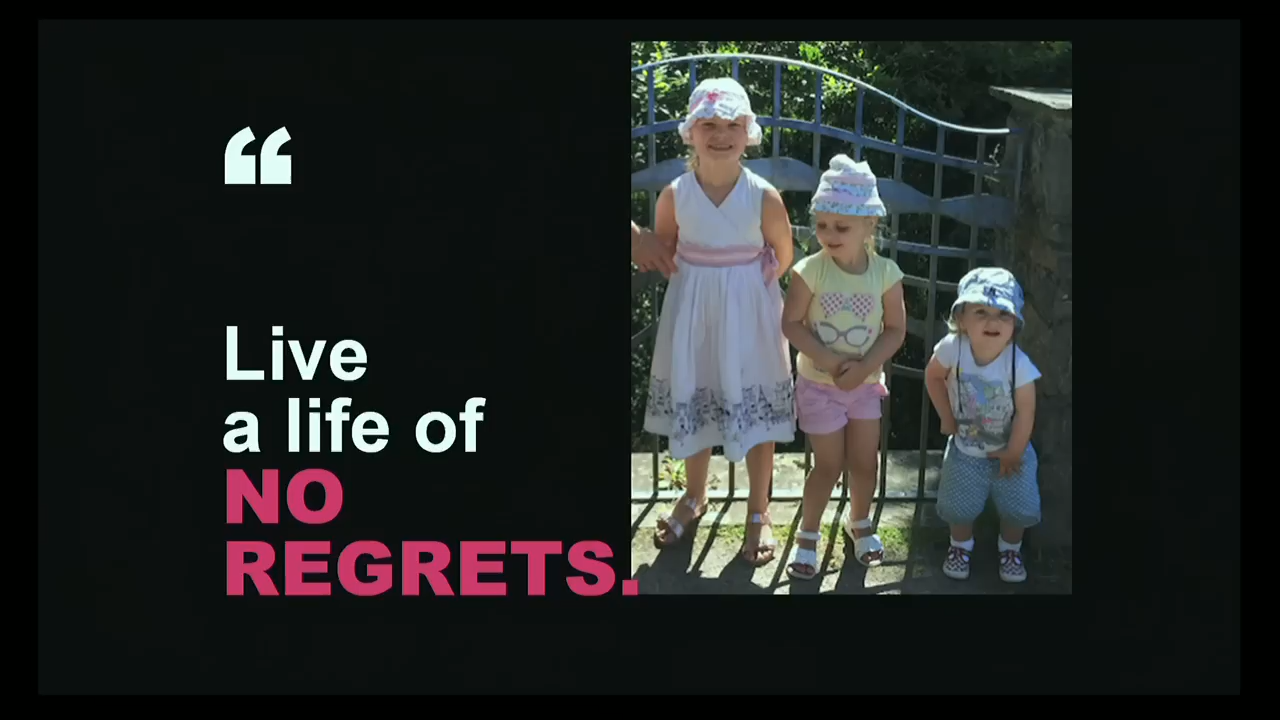 “
Live
a life of
NO
REGRETS.